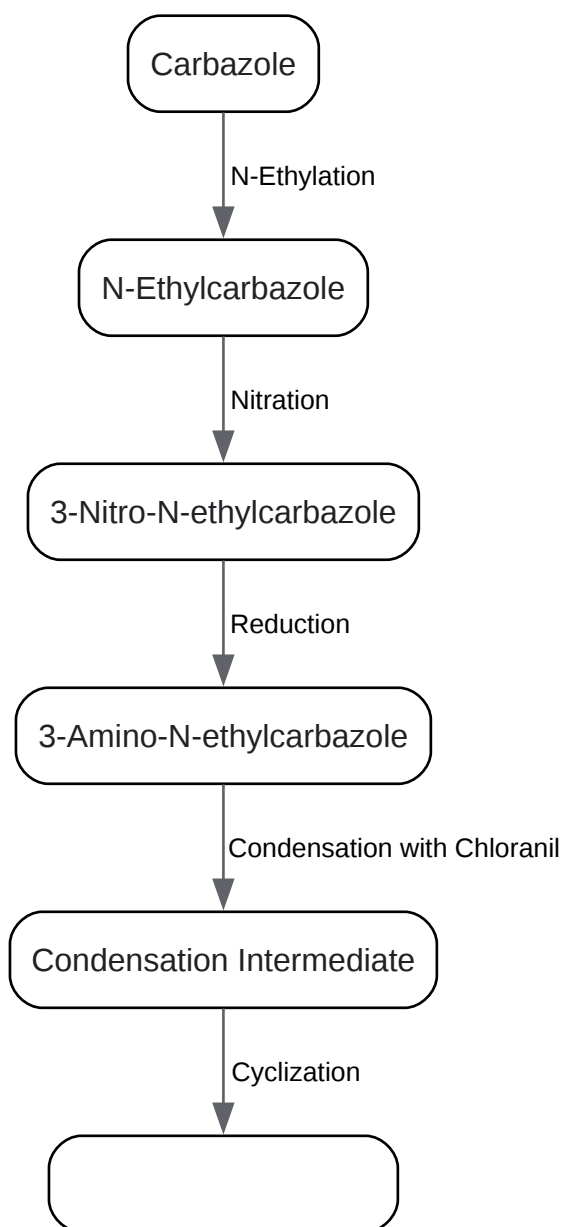 Carbazole
N-Ethylation
N-Ethylcarbazole
Nitration
3-Nitro-N-ethylcarbazole
Reduction
3-Amino-N-ethylcarbazole
Condensation with Chloranil
Condensation Intermediate
Cyclization